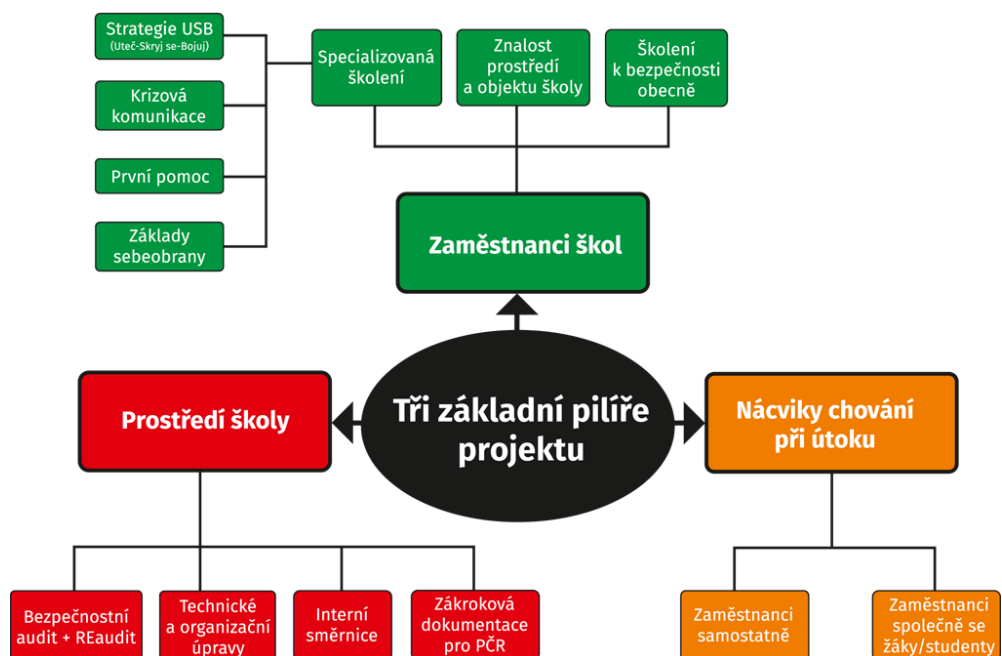 Strategie USB
(Uteč-Skryj se-Bojuj)
Krizová
komunikace
První pomoc
Základy
sebeobrany
Specializovaná
školení
Znalost
prostředí
a objektu školy
Školení
k bezpečnosti
obecně
Zaměstnanci škol
Tři základní pilíře
projektu
Prostředí školy
Nácviky chování
při útoku
Bezpečnostní
audit + REaudit
Technické
a organizační
úpravy
Interní
směrnice
Zákroková
dokumentace
pro PČR
Zaměstnanci
samostatně
Zaměstnanci
společně se
žáky/studenty